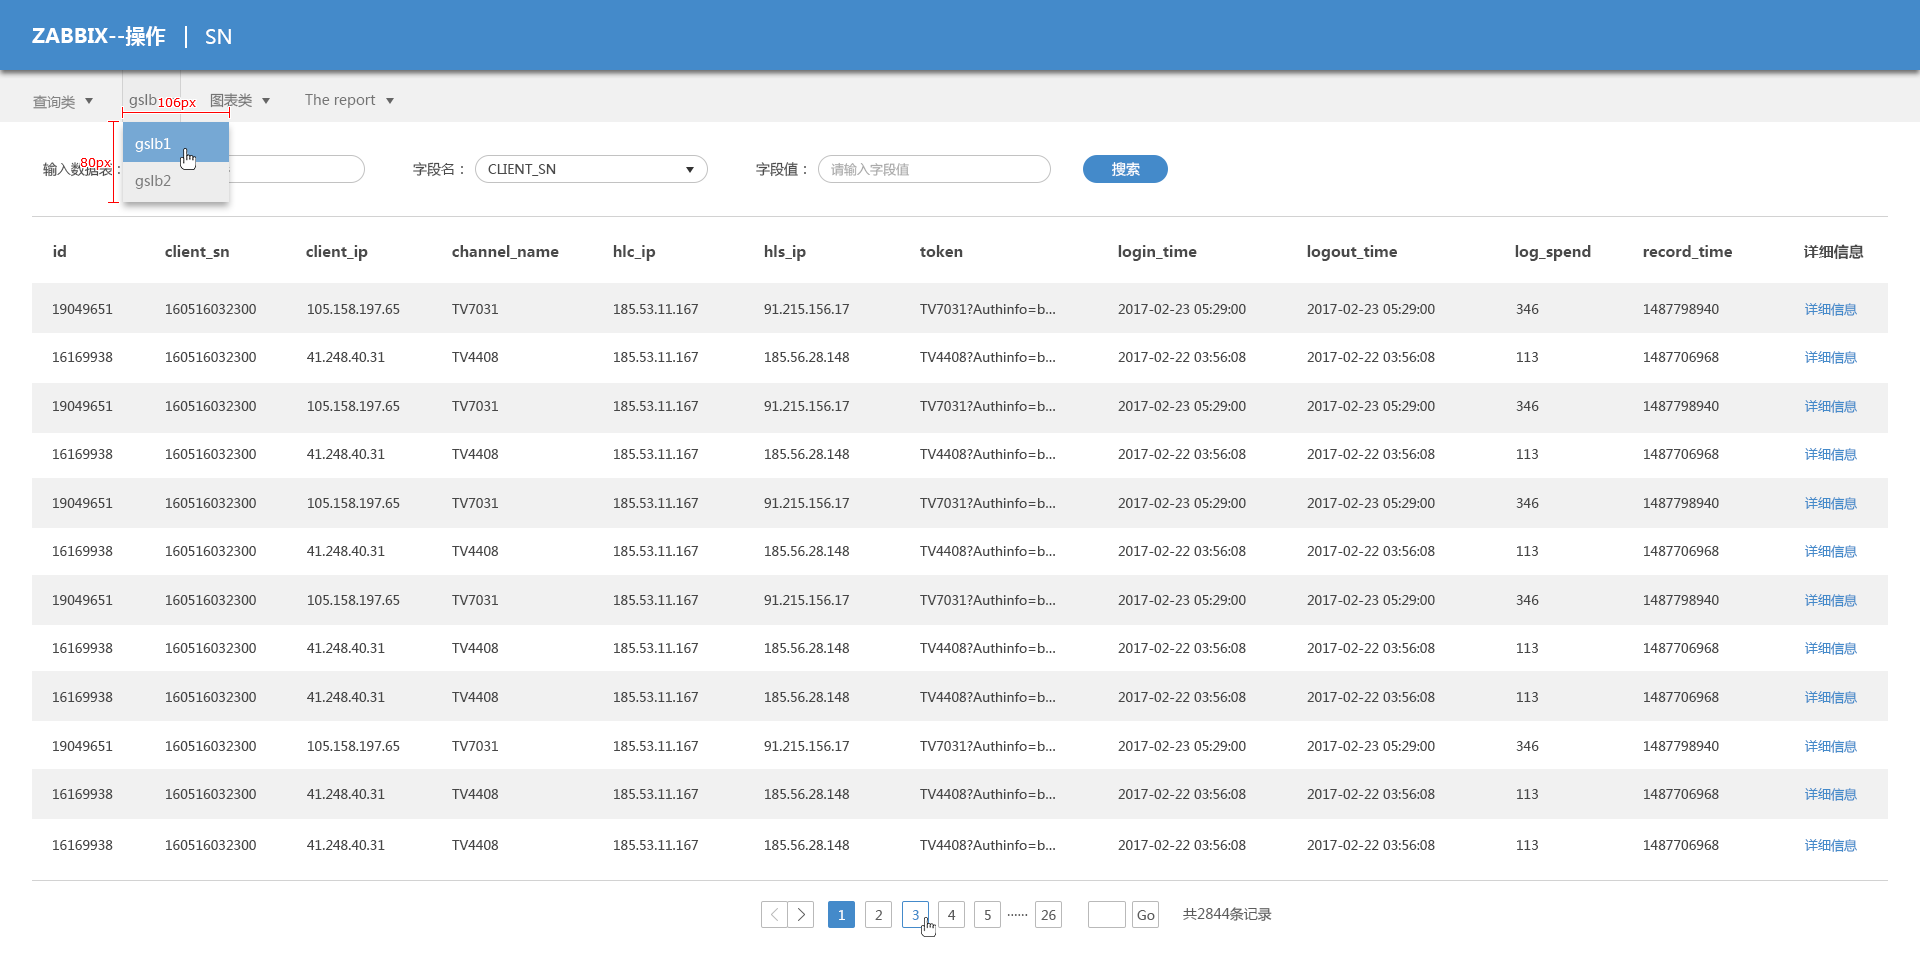 ZABBIX--操作 | SN
查询类 gslb 106px 图表类 The report
gslb1
gslb2
80px
输入数据表： 字段名： CLIENT_SN 字段值： 请输入字段值 搜索
id client_sn client_ip channel_name hlc_ip hls_ip token login_time logout_time log_spend record_time 详细信息
19049651 160516032300 105.158.197.65 TV7031 185.53.11.167 91.215.156.17 TV7031?Authinfo=b... 2017-02-23 05:29:00 2017-02-23 05:29:00 346 1487798940 详细信息
16169938 160516032300 41.248.40.31 TV4408 185.53.11.167 185.56.28.148 TV4408?Authinfo=b... 2017-02-22 03:56:08 2017-02-22 03:56:08 113 1487706968 详细信息
19049651 160516032300 105.158.197.65 TV7031 185.53.11.167 91.215.156.17 TV7031?Authinfo=b... 2017-02-23 05:29:00 2017-02-23 05:29:00 346 1487798940 详细信息
16169938 160516032300 41.248.40.31 TV4408 185.53.11.167 185.56.28.148 TV4408?Authinfo=b... 2017-02-22 03:56:08 2017-02-22 03:56:08 113 1487706968 详细信息
19049651 160516032300 105.158.197.65 TV7031 185.53.11.167 91.215.156.17 TV7031?Authinfo=b... 2017-02-23 05:29:00 2017-02-23 05:29:00 346 1487798940 详细信息
16169938 160516032300 41.248.40.31 TV4408 185.53.11.167 185.56.28.148 TV4408?Authinfo=b... 2017-02-22 03:56:08 2017-02-22 03:56:08 113 1487706968 详细信息
19049651 160516032300 105.158.197.65 TV7031 185.53.11.167 91.215.156.17 TV7031?Authinfo=b... 2017-02-23 05:29:00 2017-02-23 05:29:00 346 1487798940 详细信息
16169938 160516032300 41.248.40.31 TV4408 185.53.11.167 185.56.28.148 TV4408?Authinfo=b... 2017-02-22 03:56:08 2017-02-22 03:56:08 113 1487706968 详细信息
16169938 160516032300 41.248.40.31 TV4408 185.53.11.167 185.56.28.148 TV4408?Authinfo=b... 2017-02-22 03:56:08 2017-02-22 03:56:08 113 1487706968 详细信息
19049651 160516032300 105.158.197.65 TV7031 185.53.11.167 91.215.156.17 TV7031?Authinfo=b... 2017-02-23 05:29:00 2017-02-23 05:29:00 346 1487798940 详细信息
16169938 160516032300 41.248.40.31 TV4408 185.53.11.167 185.56.28.148 TV4408?Authinfo=b... 2017-02-22 03:56:08 2017-02-22 03:56:08 113 1487706968 详细信息
16169938 160516032300 41.248.40.31 TV4408 185.53.11.167 185.56.28.148 TV4408?Authinfo=b... 2017-02-22 03:56:08 2017-02-22 03:56:08 113 1487706968 详细信息
< > 1 2 3 4 5 ······ 26 Go 共2844条记录